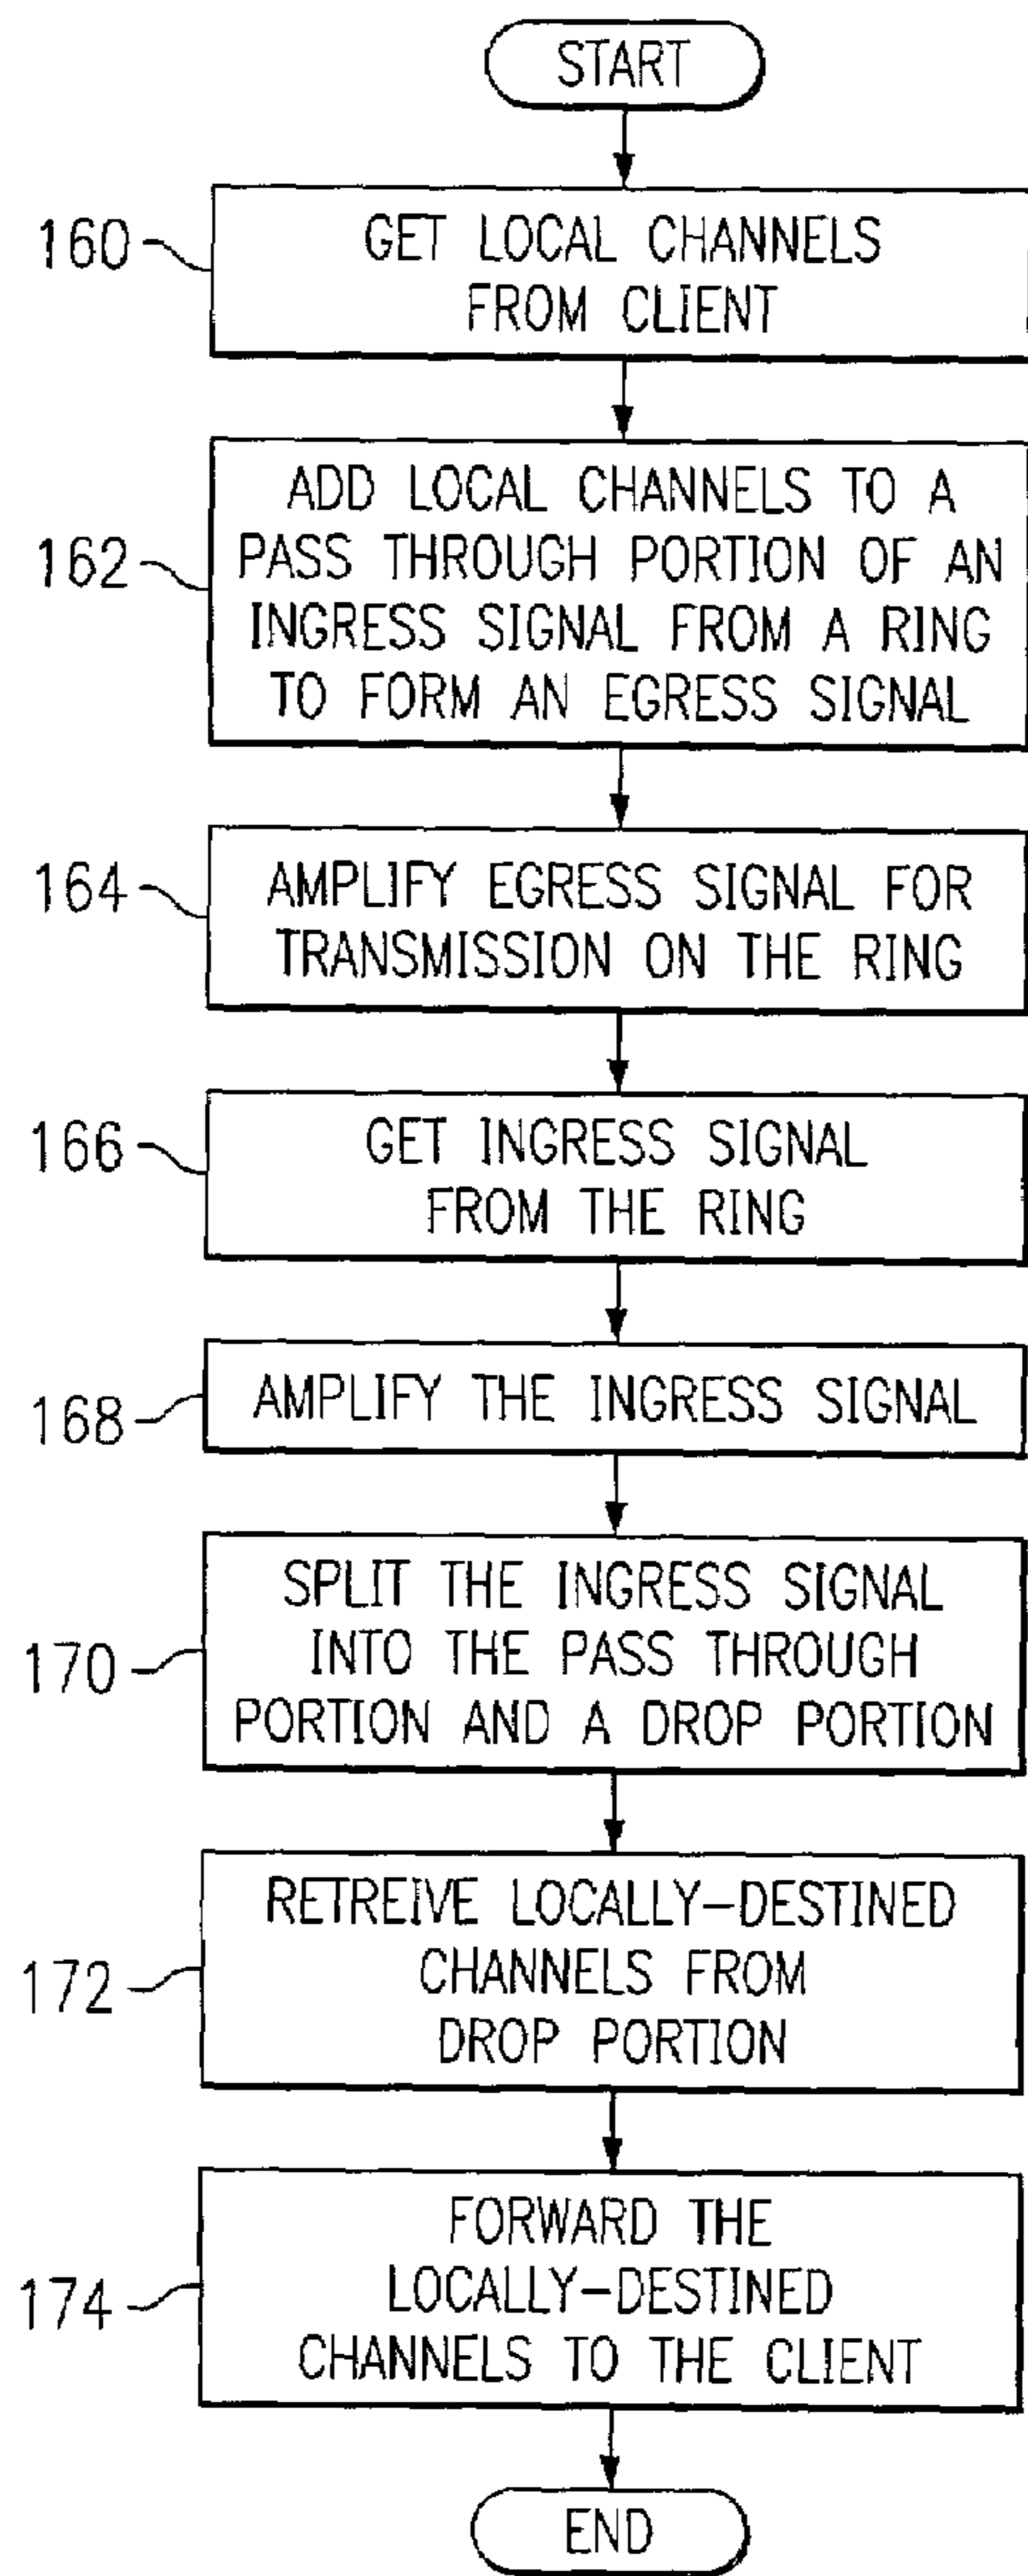 START
160
GET LOCAL CHANNELS
FROM CLIENT
162
ADD LOCAL CHANNELS TO A
PASS THROUGH PORTION OF AN
INGRESS SIGNAL FROM A RING
TO FORM AN EGRESS SIGNAL
164
AMPLIFY EGRESS SIGNAL FOR
TRANSMISSION ON THE RING
166
GET INGRESS SIGNAL
FROM THE RING
168
AMPLIFY THE INGRESS SIGNAL
170
SPLIT THE INGRESS SIGNAL
INTO THE PASS THROUGH
PORTION AND A DROP PORTION
172
RETREIVE LOCALLY-DESTINED
CHANNELS FROM
DROP PORTION
174
FORWARD THE
LOCALLY-DESTINED
CHANNELS TO THE CLIENT
END